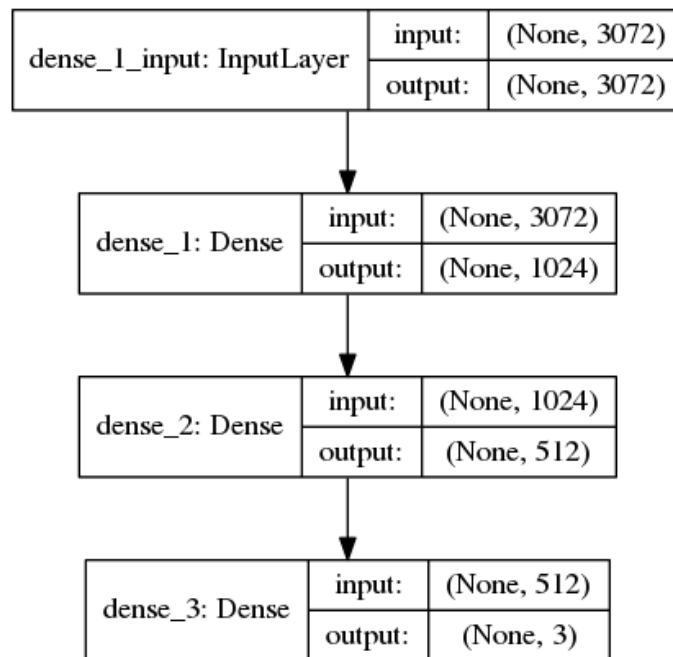 dense_1_input: InputLayer
input: (None, 3072)
output: (None, 3072)
dense_1: Dense
input: (None, 3072)
output: (None, 1024)
dense_2: Dense
input: (None, 1024)
output: (None, 512)
dense_3: Dense
input: (None, 512)
output: (None, 3)